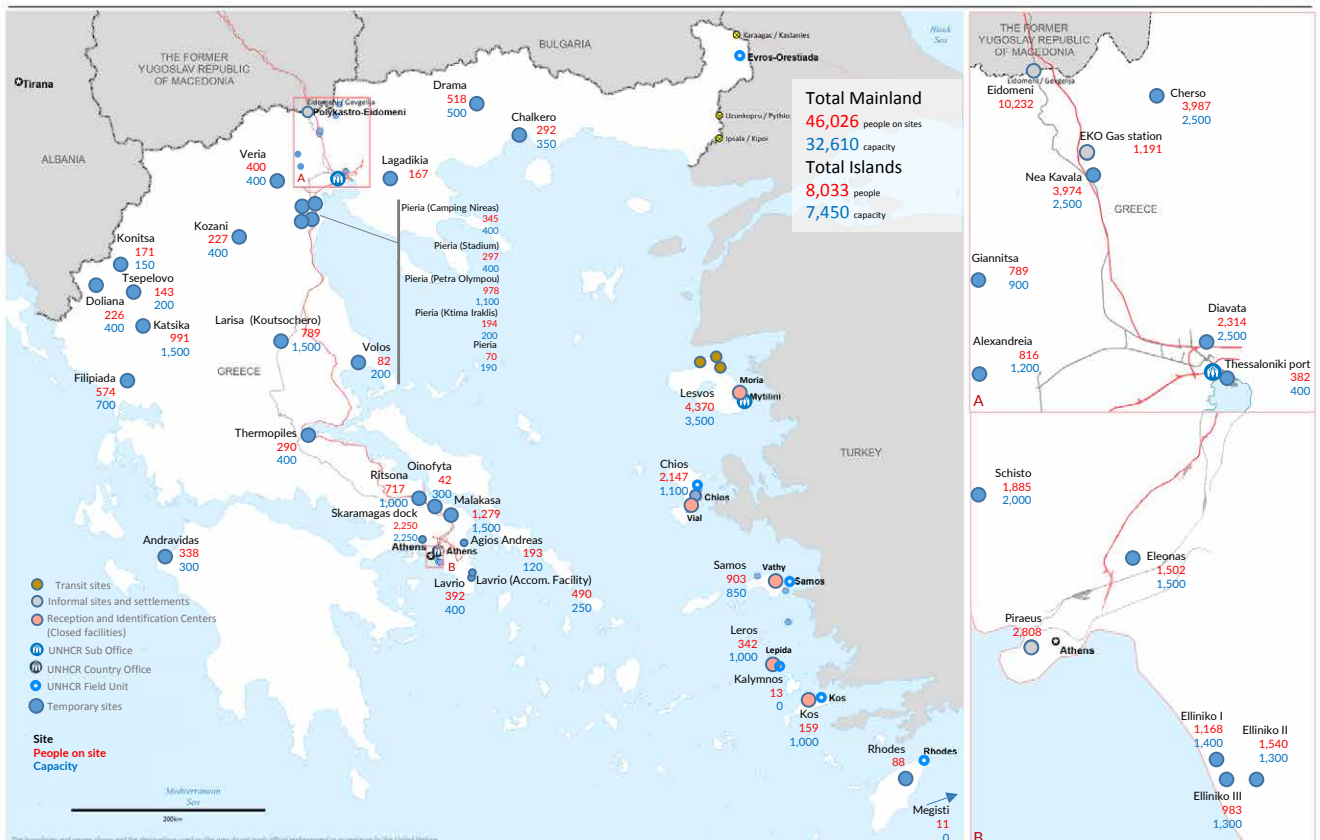 Black
Sea
Karaagas / Kastanies
BULGARIA
THE FORMER
YUGOSLAV REPUBLIC
OF MACEDONIA
Evros-Orestiada
Tirana
Drama
518
500
Eidomeni / Gevgelija
Polykastro-Eidomeni
Chalkero
292
350
Uzunkopru / Pythio
Ipsala / Kipoi
Total Mainland
46,026 people on sites
32,610 capacity
Total Islands
8,033 people
7,450 capacity
ALBANIA
Veria
400
400
A
Lagadikia
167
Kozani
227
400
Pieria (Camping Nireas)
345
400
Pieria (Stadium)
297
400
Pieria (Petra Olympou)
978
1,100
Pieria (Ktima Iraklis)
194
200
Pieria
70
190
Konitsa
171
150
Tsepelovo
143
200
Doliana
226
400
Katsika
991
1,500
Larisa (Koutsochero)
789
1,500
Volos
82
200
GREECE
Filipiada
574
700
Moria
Mytilini
Lesvos
4,370
3,500
Thermopiles
290
400
TURKEY
Oinofyta
42
300
Ritsona
717
1,000
Malakasa
1,279
1,500
Skaramagas dock
2,250
2,250
Athens
Athens
B
Agios Andreas
193
120
Chios
2,147
1,100
Chios
Vial
Andravidas
338
300
Lavrio
392
400
Lavrio (Accom. Facility)
490
250
Samos
903
850
Vathy
Samos
Leros
342
1,000
Lepida
Kalymnos
13
0
Kos
Kos
159
1,000
Rhodes
88
Rhodes
Megisti
11
0
Transit sites
Informal sites and settlements
Reception and Identification Centers
(Closed facilities)
UNHCR Sub Office
UNHCR Country Office
UNHCR Field Unit
Temporary sites
Site
People on site
Capacity
Mediterranean
Sea
200km
THE FORMER
YUGOSLAV REPUBLIC
OF MACEDONIA
Eidomeni / Gevgelija
Eidomeni
10,232
Cherso
3,987
2,500
EKO Gas station
1,191
Nea Kavala
3,974
2,500
GREECE
Giannitsa
789
900
Diavata
2,314
2,500
Alexandreia
816
1,200
Thessaloniki port
382
400
A
Schisto
1,885
2,000
Eleonas
1,502
1,500
Piraeus
2,808
Athens
Elliniko I
1,168
1,400
Elliniko II
1,540
1,300
Elliniko III
983
1,300
B